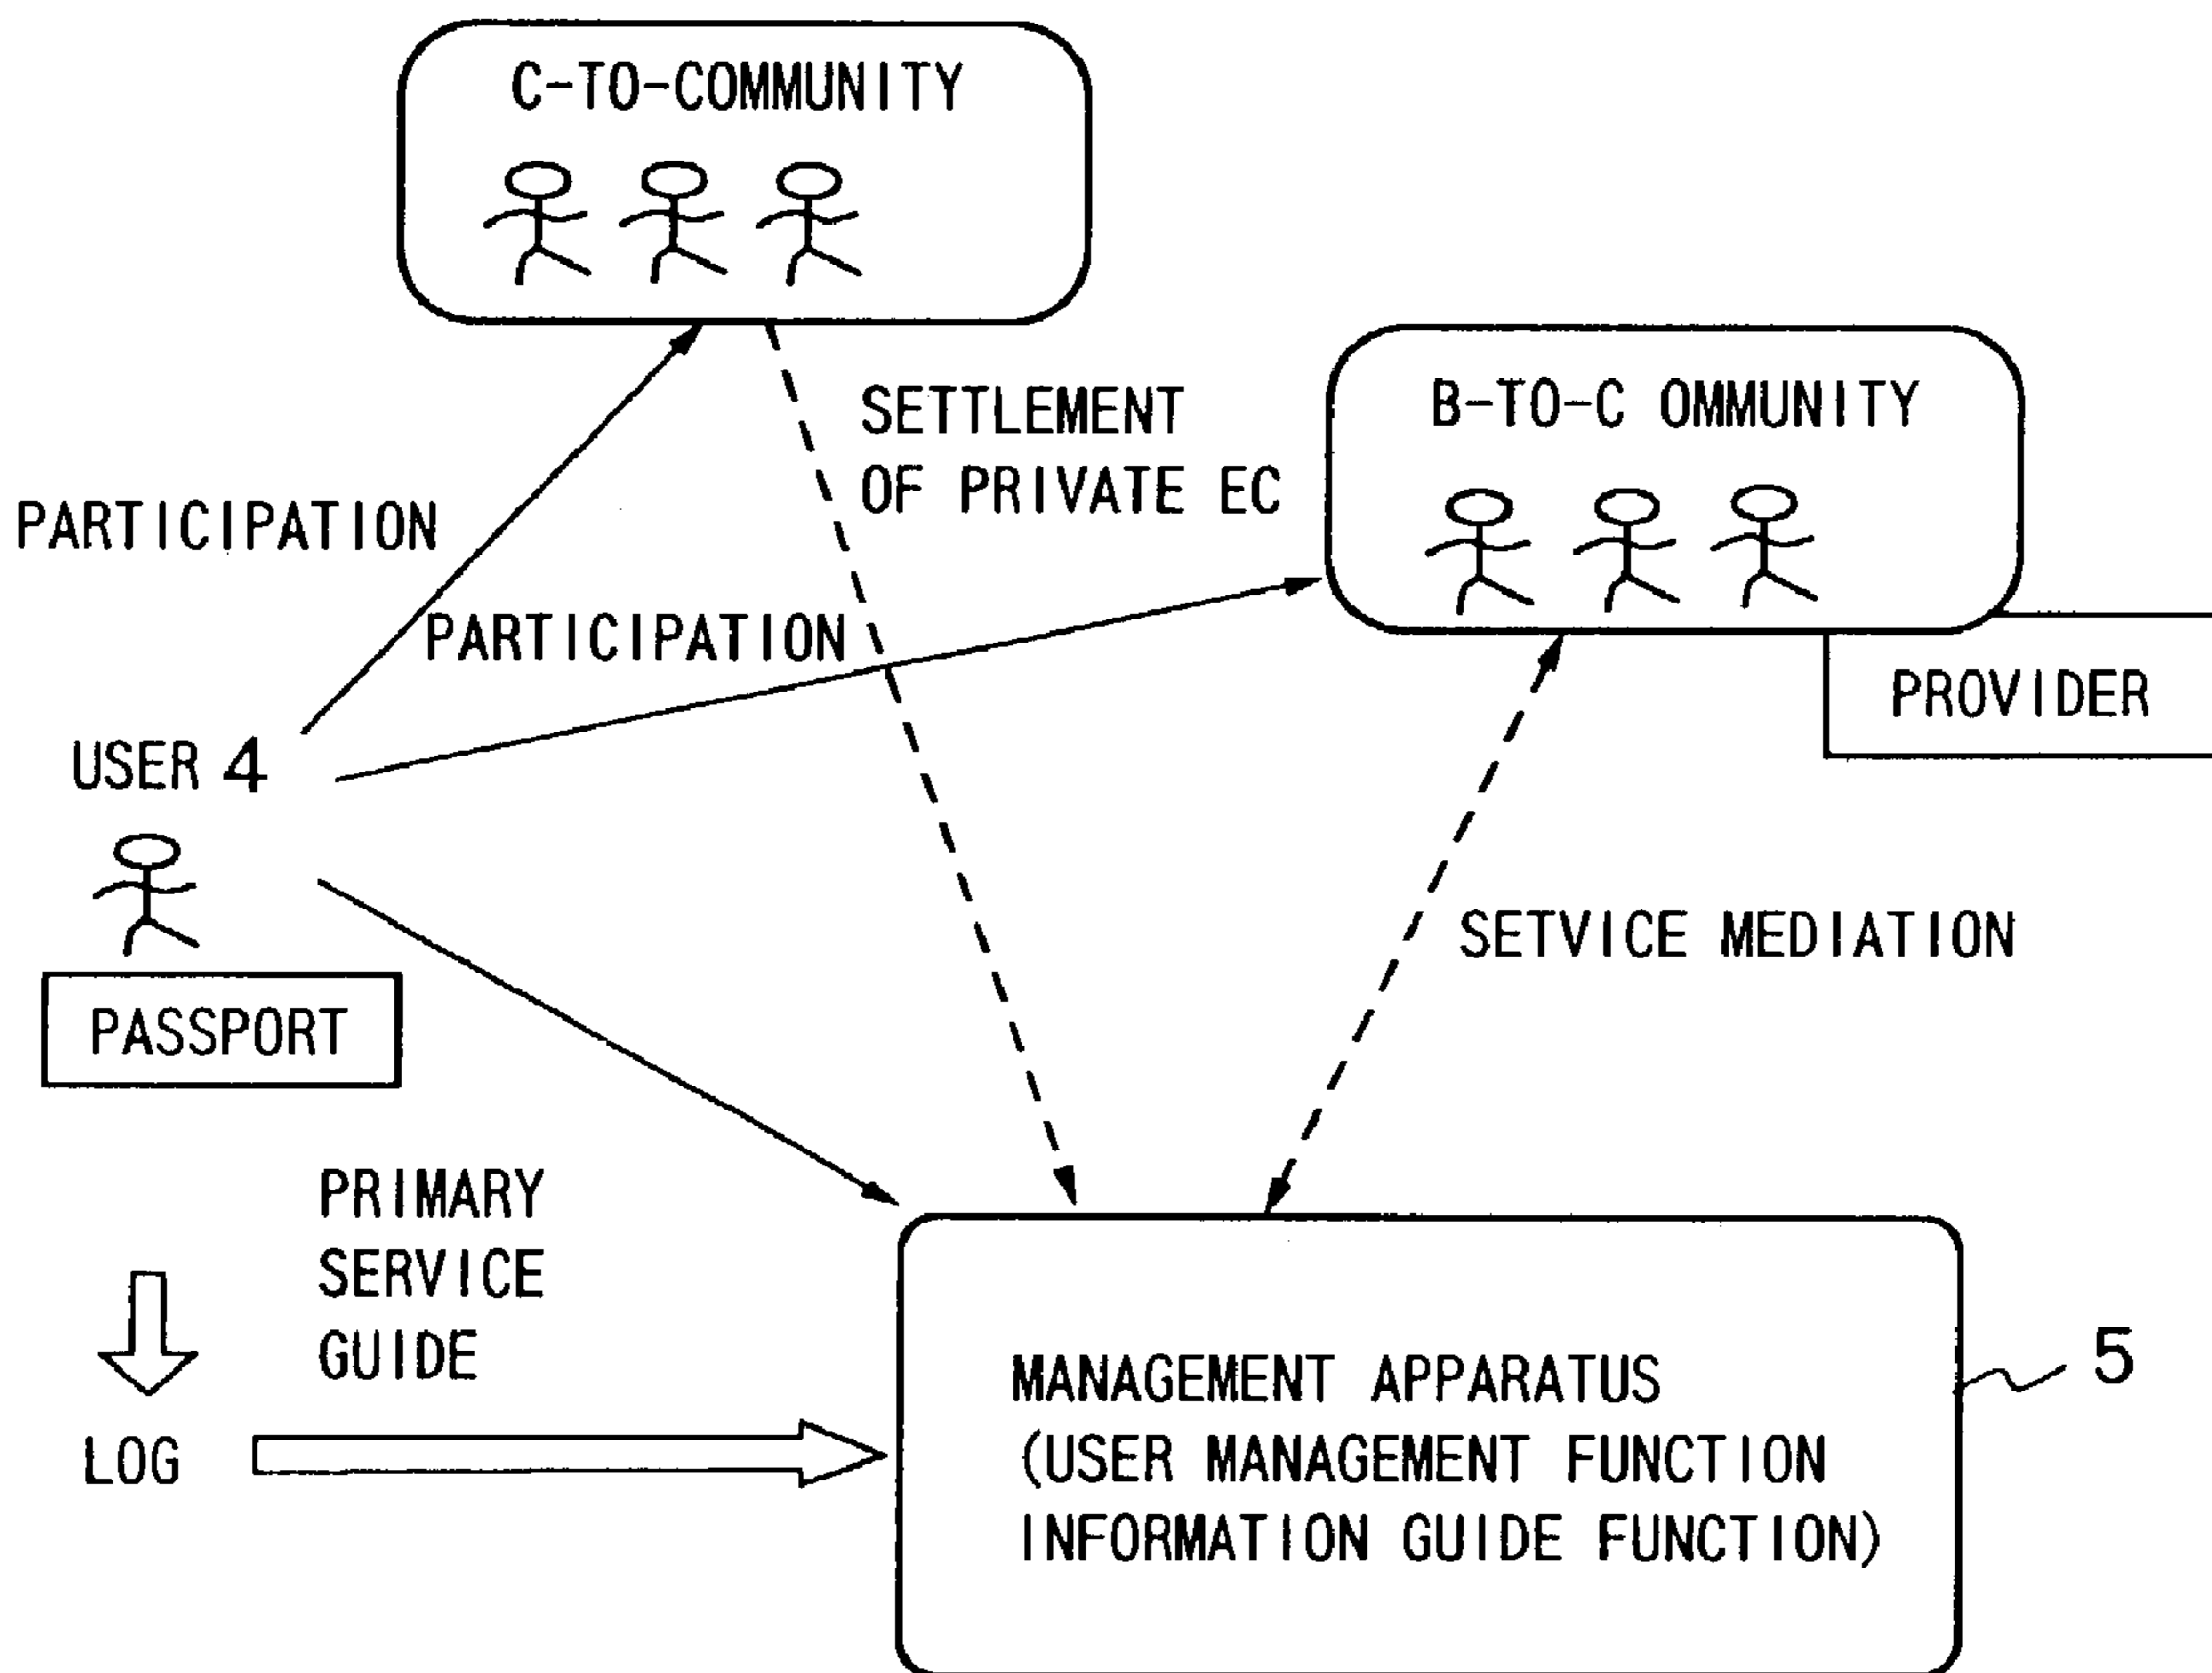 C-TO-COMMUNITY
SETTLEMENT
OF PRIVATE EC
B-TO-C OMMUNITY
PARTICIPATION
PARTICIPATION
PROVIDER
USER 4
SETVICE MEDIATION
PASSPORT
PRIMARY
SERVICE
GUIDE
LOG
MANAGEMENT APPARATUS
(USER MANAGEMENT FUNCTION
INFORMATION GUIDE FUNCTION)
5